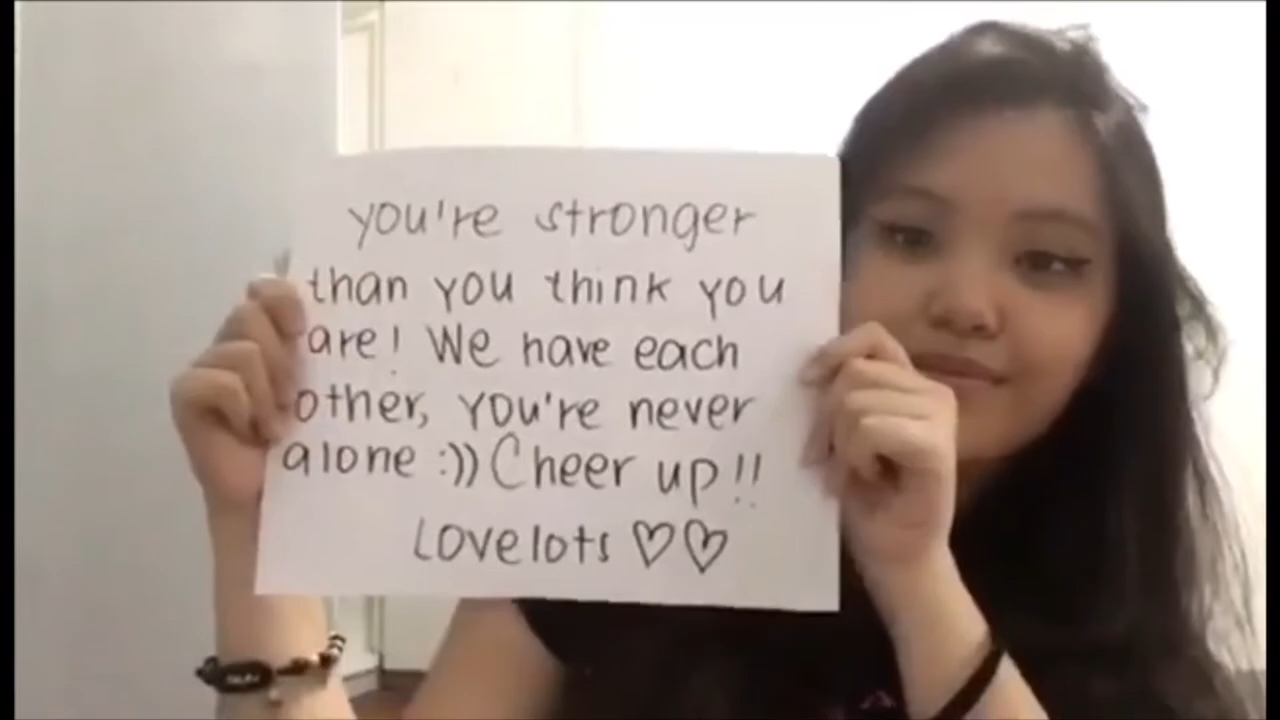 you're stronger
than you think you
are! We have each
other, you're never
alone :)) Cheer up!!
Lovelots ♡♡